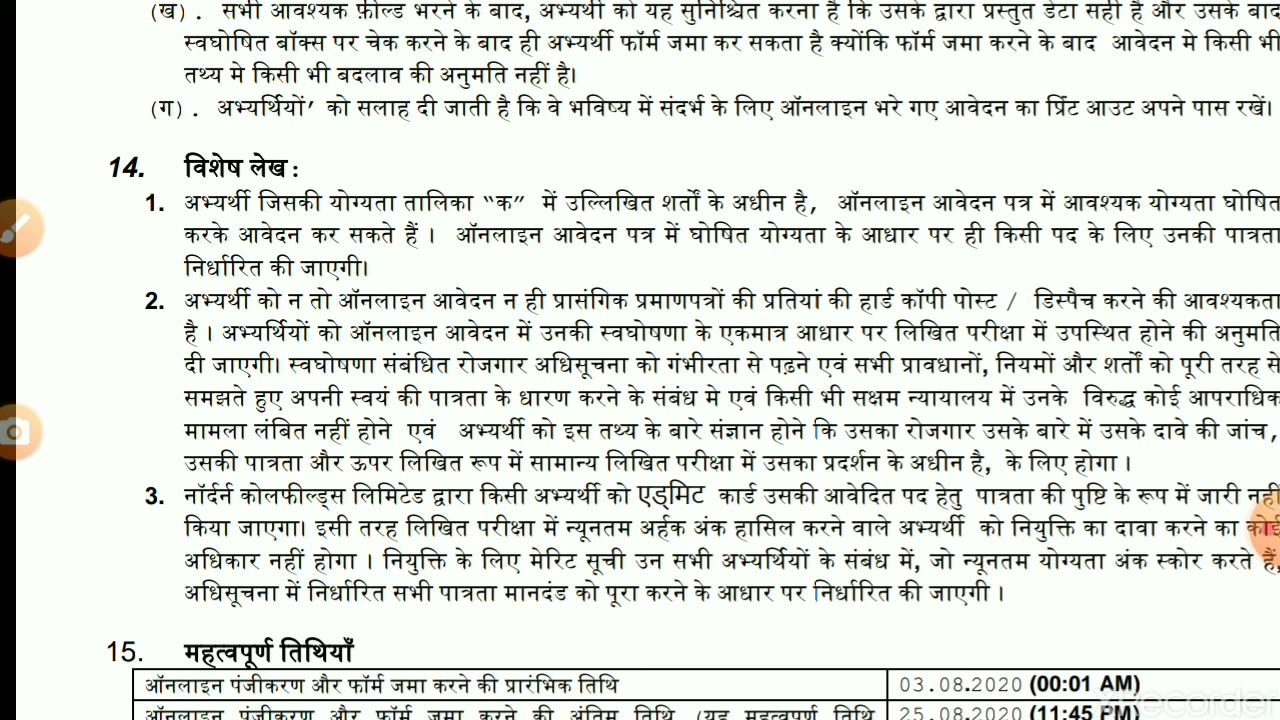 (ख) . सभी आवश्यक फ़ील्ड भरने के बाद, अभ्यर्थी को यह सुनिश्चित करना है कि उसके द्वारा प्रस्तुत डेटा सही है और उसके बाद
स्वघोषित बॉक्स पर चेक करने के बाद ही अभ्यर्थी फॉर्म जमा कर सकता है क्योंकि फॉर्म जमा करने के बाद आवेदन मे किसी भी
तथ्य मे किसी भी बदलाव की अनुमति नहीं है।
(ग) . अभ्यर्थियों’ को सलाह दी जाती है कि वे भविष्य में संदर्भ के लिए ऑनलाइन भरे गए आवेदन का प्रिंट आउट अपने पास रखें।
14. विशेष लेख:
1. अभ्यर्थी जिसकी योग्यता तालिका “क” में उल्लिखित शर्तों के अधीन है, ऑनलाइन आवेदन पत्र में आवश्यक योग्यता घोषित
करके आवेदन कर सकते हैं । ऑनलाइन आवेदन पत्र में घोषित योग्यता के आधार पर ही किसी पद के लिए उनकी पात्रता
निर्धारित की जाएगी।
2. अभ्यर्थी को न तो ऑनलाइन आवेदन न ही प्रासंगिक प्रमाणपत्रों की प्रतियां की हार्ड कॉपी पोस्ट / डिस्पैच करने की आवश्यकता
है । अभ्यर्थियों को ऑनलाइन आवेदन में उनकी स्वघोषणा के एकमात्र आधार पर लिखित परीक्षा में उपस्थित होने की अनुमति
दी जाएगी। स्वघोषणा संबंधित रोजगार अधिसूचना को गंभीरता से पढ़ने एवं सभी प्रावधानों, नियमों और शर्तों को पूरी तरह से
समझते हुए अपनी स्वयं की पात्रता के धारण करने के संबंध मे एवं किसी भी सक्षम न्यायालय में उनके विरुद्ध कोई आपराधिक
मामला लंबित नहीं होने एवं अभ्यर्थी को इस तथ्य के बारे संज्ञान होने कि उसका रोजगार उसके बारे में उसके दावे की जांच,
उसकी पात्रता और ऊपर लिखित रूप में सामान्य लिखित परीक्षा में उसका प्रदर्शन के अधीन है, के लिए होगा ।
3. नॉर्दर्न कोलफील्ड्स लिमिटेड द्वारा किसी अभ्यर्थी को एड्मिट कार्ड उसकी आवेदित पद हेतु पात्रता की पुष्टि के रूप में जारी नहीं
किया जाएगा। इसी तरह लिखित परीक्षा में न्यूनतम अर्हक अंक हासिल करने वाले अभ्यर्थी को नियुक्ति का दावा करने का कोई
अधिकार नहीं होगा । नियुक्ति के लिए मेरिट सूची उन सभी अभ्यर्थियों के संबंध में, जो न्यूनतम योग्यता अंक स्कोर करते हैं,
अधिसूचना में निर्धारित सभी पात्रता मानदंड को पूरा करने के आधार पर निर्धारित की जाएगी ।
15. महत्वपूर्ण तिथियाँ
ऑनलाइन पंजीकरण और फॉर्म जमा करने की प्रारंभिक तिथि 03.08.2020 (00:01 AM)
ऑनलाइन पंजीकरण और फॉर्म जमा करने की अंतिम तिथि (यह महत्वपूर्ण तिथि 25.08.2020 (11:45 PM)